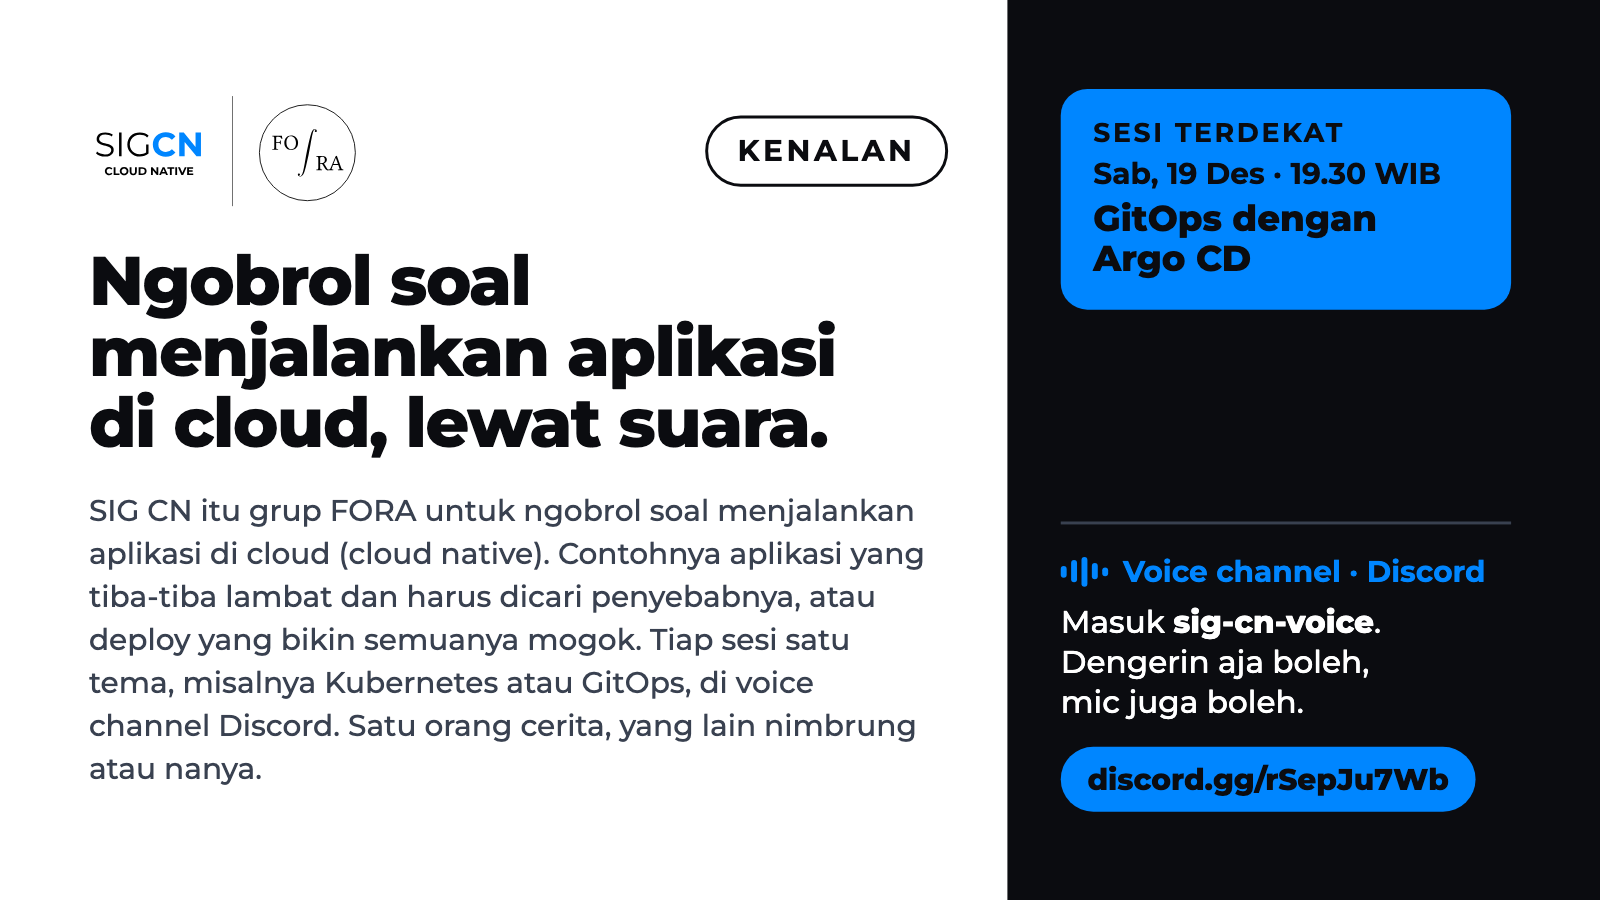 SIGCN
CLOUD NATIVE
FO
RA
KENALAN
Ngobrol soal
menjalankan aplikasi
di cloud, lewat suara.
SIG CN itu grup FORA untuk ngobrol soal menjalankan
aplikasi di cloud (cloud native). Contohnya aplikasi yang
tiba-tiba lambat dan harus dicari penyebabnya, atau
deploy yang bikin semuanya mogok. Tiap sesi satu
tema, misalnya Kubernetes atau GitOps, di voice
channel Discord. Satu orang cerita, yang lain nimbrung
atau nanya.
SESI TERDEKAT
Sab, 19 Des · 19.30 WIB
GitOps dengan
Argo CD
Voice channel · Discord
Masuk sig-cn-voice.
Dengerin aja boleh,
mic juga boleh.
discord.gg/rSepJu7Wb